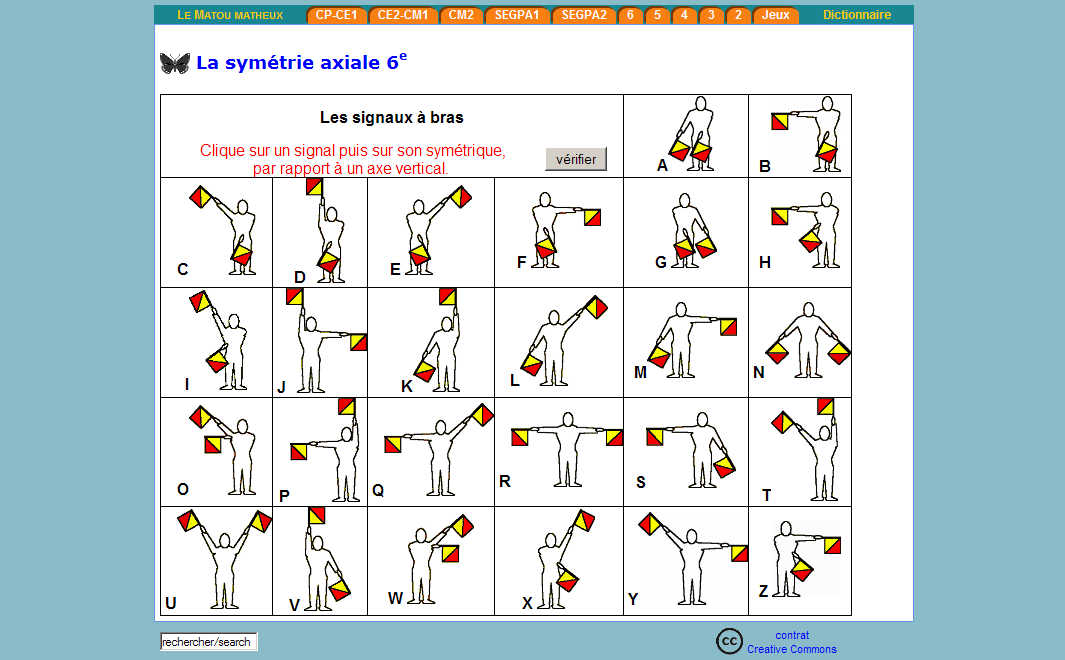 LE MATOU MATHEUX CP-CE1 CE2-CM1 CM2 SEGPA1 SEGPA2 6 5 4 3 2 Jeux Dictionnaire
La symétrie axiale 6e
Les signaux à bras
Clique sur un signal puis sur son symétrique,
par rapport à un axe vertical.
vérifier
A B
C D E F G H
I J K L M N
O P Q R S T
U V W X Y Z
rechercher/search
cc contrat
Creative Commons